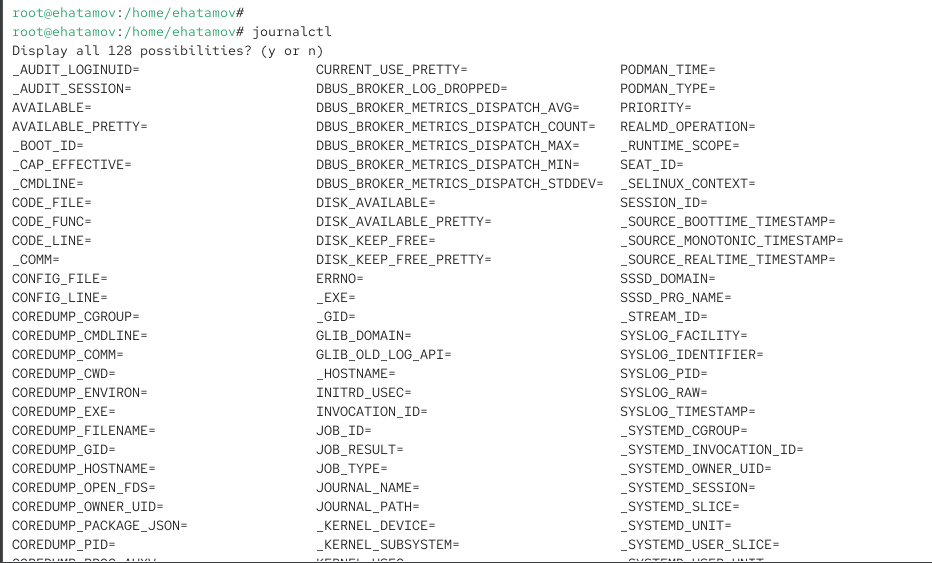 root@ehatamov:/home/ehatamov#
root@ehatamov:/home/ehatamov# journalctl
Display all 128 possibilities? (y or n)
_AUDIT_LOGINUID= CURRENT_USE_PRETTY= PODMAN_TIME=
_AUDIT_SESSION= DBUS_BROKER_LOG_DROPPED= PODMAN_TYPE=
AVAILABLE= DBUS_BROKER_METRICS_DISPATCH_AVG= PRIORITY=
AVAILABLE_PRETTY= DBUS_BROKER_METRICS_DISPATCH_COUNT= REALMD_OPERATION=
_BOOT_ID= DBUS_BROKER_METRICS_DISPATCH_MAX= _RUNTIME_SCOPE=
_CAP_EFFECTIVE= DBUS_BROKER_METRICS_DISPATCH_MIN= SEAT_ID=
_CMDLINE= DBUS_BROKER_METRICS_DISPATCH_STDDEV= _SELINUX_CONTEXT=
CODE_FILE= DISK_AVAILABLE= SESSION_ID=
CODE_FUNC= DISK_AVAILABLE_PRETTY= _SOURCE_BOOTTIME_TIMESTAMP=
CODE_LINE= DISK_KEEP_FREE= _SOURCE_MONOTONIC_TIMESTAMP=
_COMM= DISK_KEEP_FREE_PRETTY= _SOURCE_REALTIME_TIMESTAMP=
CONFIG_FILE= ERRNO= SSSD_DOMAIN=
CONFIG_LINE= _EXE= SSSD_PRG_NAME=
COREDUMP_CGROUP= _GID= _STREAM_ID=
COREDUMP_CMDLINE= GLIB_DOMAIN= SYSLOG_FACILITY=
COREDUMP_COMM= GLIB_OLD_LOG_API= SYSLOG_IDENTIFIER=
COREDUMP_CWD= _HOSTNAME= SYSLOG_PID=
COREDUMP_ENVIRON= INITRD_USEC= SYSLOG_RAW=
COREDUMP_EXE= INVOCATION_ID= SYSLOG_TIMESTAMP=
COREDUMP_FILENAME= JOB_ID= _SYSTEMD_CGROUP=
COREDUMP_GID= JOB_RESULT= _SYSTEMD_INVOCATION_ID=
COREDUMP_HOSTNAME= JOB_TYPE= _SYSTEMD_OWNER_UID=
COREDUMP_OPEN_FDS= JOURNAL_NAME= _SYSTEMD_SESSION=
COREDUMP_OWNER_UID= JOURNAL_PATH= _SYSTEMD_SLICE=
COREDUMP_PACKAGE_JSON= _KERNEL_DEVICE= _SYSTEMD_UNIT=
COREDUMP_PID= _KERNEL_SUBSYSTEM= _SYSTEMD_USER_SLICE=